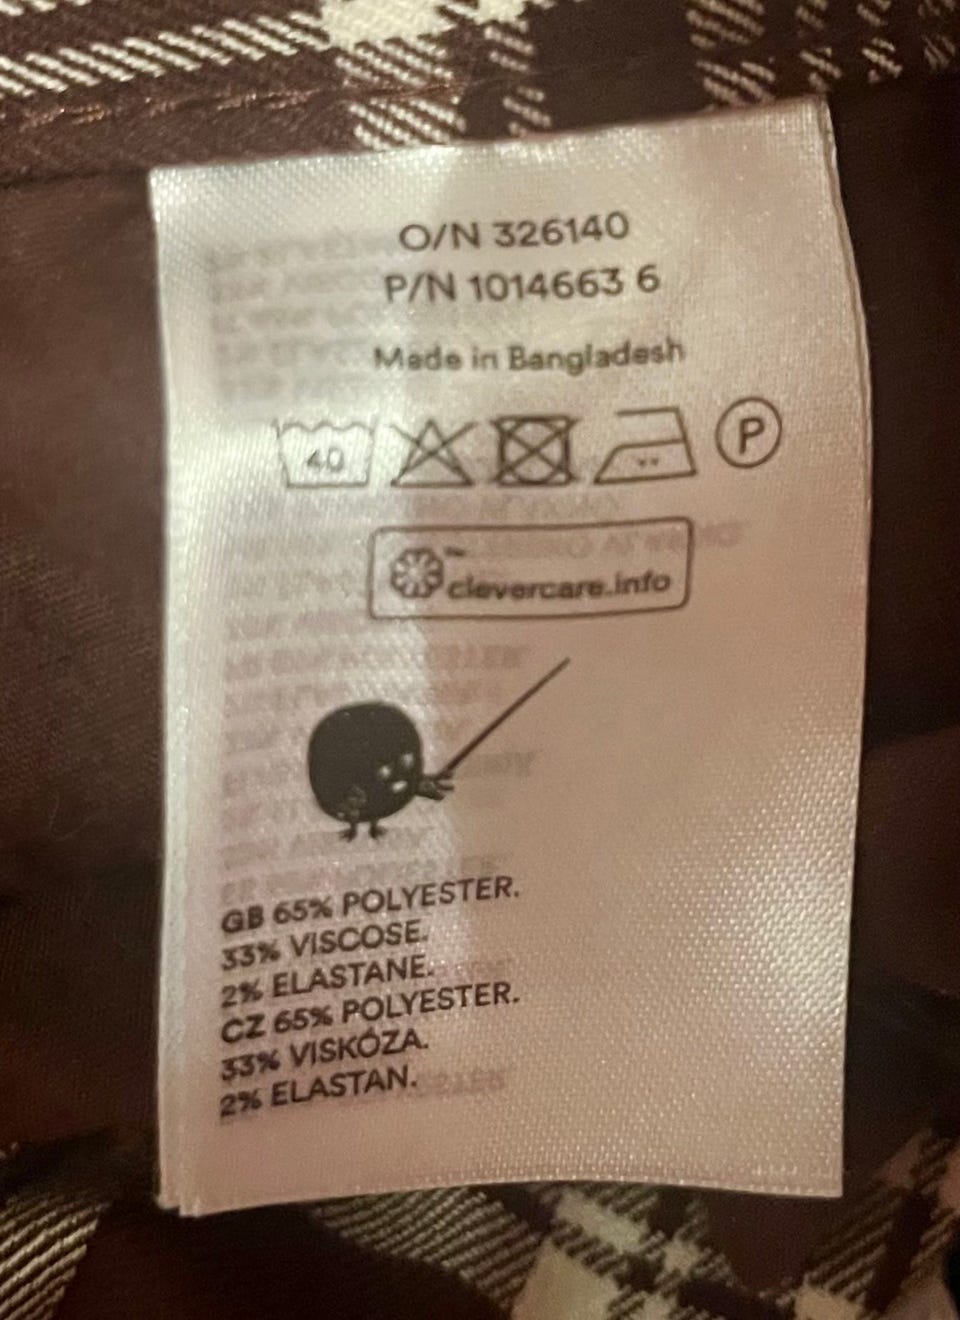 O/N 326140
P/N 1014663 6
Made in Bangladesh
40 P
clevercare.info
GB 65% POLYESTER.
33% VISCOSE.
2% ELASTANE.
CZ 65% POLYESTER.
33% VISKÓZA.
2% ELASTAN.